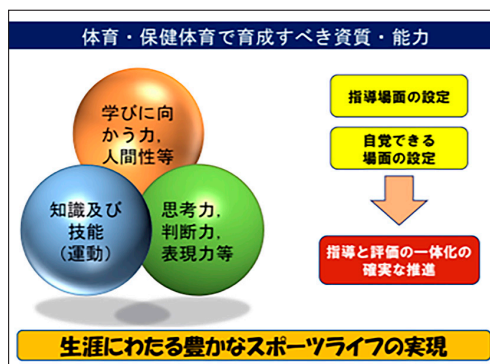 体育・保健体育で育成すべき資質・能力
学びに向
かう力,
人間性等
知識及び
技能
(運動)
思考力,
判断力,
表現力等
指導場面の設定
自覚できる
場面の設定
指導と評価の一体化の
確実な推進
生涯にわたる豊かなスポーツライフの実現